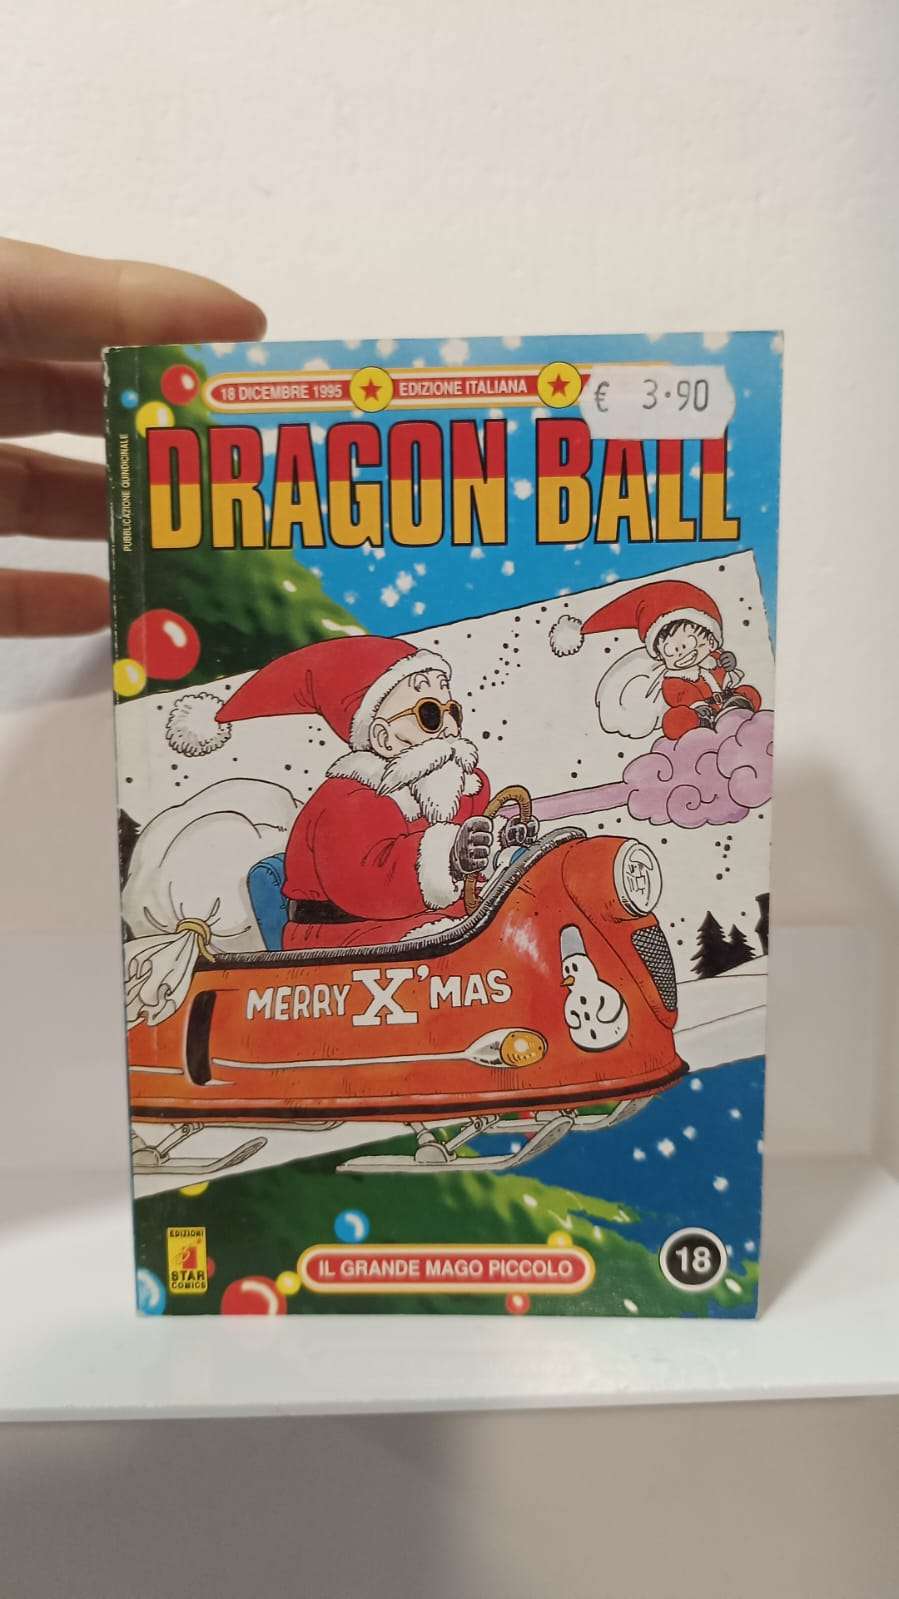 18 DICEMBRE 1995 EDIZIONE ITALIANA
€ 3.90
DRAGON BALL
PUBBLICAZIONE QUINDICINALE
MERRY X'MAS
EDIZIONI
STAR
COMICS
IL GRANDE MAGO PICCOLO
18